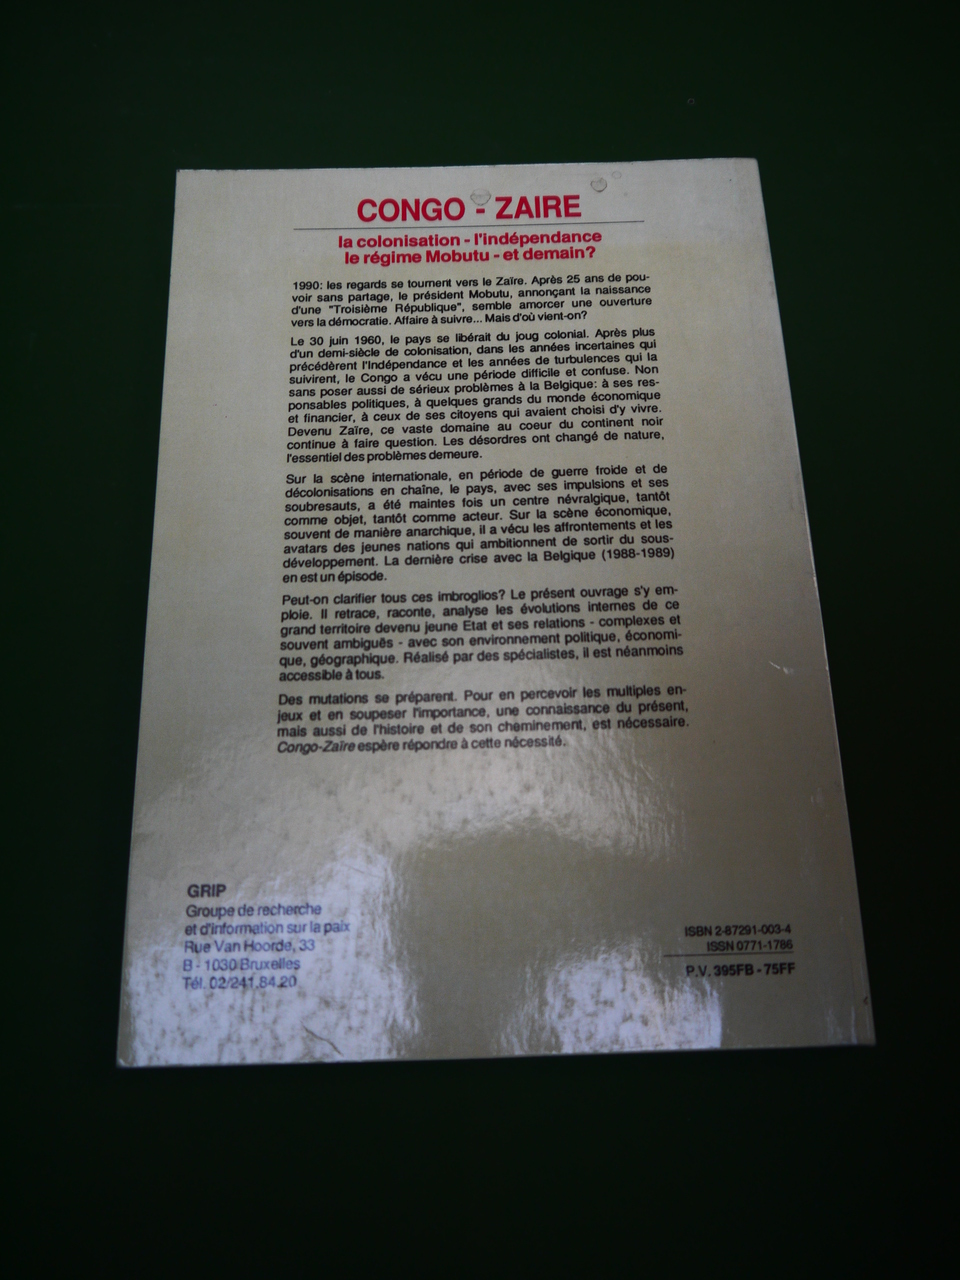 CONGO - ZAIRE
la colonisation - l'indépendance
le régime Mobutu - et demain?
1990: les regards se tournent vers le Zaïre. Après 25 ans de pou-
voir sans partage, le président Mobutu, annonçant la naissance
d'une "Troisième République", semble amorcer une ouverture
vers la démocratie. Affaire à suivre... Mais d'où vient-on?
Le 30 juin 1960, le pays se libérait du joug colonial. Après plus
d'un demi-siècle de colonisation, dans les années incertaines qui
précédèrent l'Indépendance et les années de turbulences qui la
suivirent, le Congo a vécu une période difficile et confuse. Non
sans poser aussi de sérieux problèmes à la Belgique: à ses res-
ponsables politiques, à quelques grands du monde économique
et financier, à ceux de ses citoyens qui avaient choisi d'y vivre.
Devenu Zaïre, ce vaste domaine au coeur du continent noir
continue à faire question. Les désordres ont changé de nature,
l'essentiel des problèmes demeure.
Sur la scène internationale, en période de guerre froide et de
décolonisations en chaîne, le pays, avec ses impulsions et ses
soubresauts, a été maintes fois un centre névralgique, tantôt
comme objet, tantôt comme acteur. Sur la scène économique,
souvent de manière anarchique, il a vécu les affrontements et les
avatars des jeunes nations qui ambitionnent de sortir du sous-
développement. La dernière crise avec la Belgique (1988-1989)
en est un épisode.
Peut-on clarifier tous ces imbroglios? Le présent ouvrage s'y em-
ploie. Il retrace, raconte, analyse les évolutions internes de ce
grand territoire devenu jeune Etat et ses relations - complexes et
souvent ambiguës - avec son environnement politique, économi-
que, géographique. Réalisé par des spécialistes, il est néanmoins
accessible à tous.
Des mutations se préparent. Pour en percevoir les multiples en-
jeux et en soupeser l'importance, une connaissance du présent,
mais aussi de l'histoire et de son cheminement, est nécessaire.
Congo-Zaïre espère répondre à cette nécessité.
GRIP
Groupe de recherche
et d'information sur la paix
Rue Van Hoorde, 33
B - 1030 Bruxelles
Tél. 02/241.84.20
ISBN 2-87291-003-4
ISSN 0771-1786
P.V. 395FB - 75FF